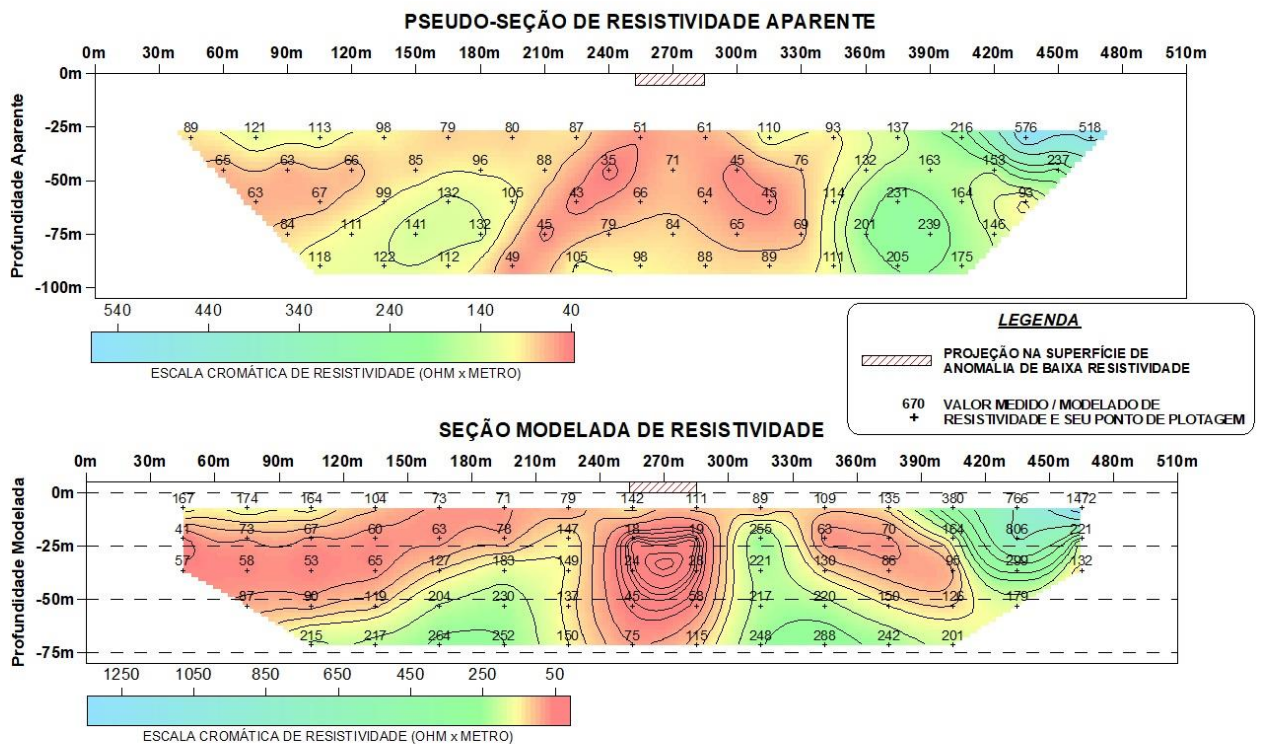 PSEUDO-SEÇÃO DE RESISTIVIDADE APARENTE
0m 30m 60m 90m 120m 150m 180m 210m 240m 270m 300m 330m 360m 390m 420m 450m 480m 510m
Profundidade Aparente
0m
-25m
-50m
-75m
-100m
89 121 113 98 79 80 87 51 61 110 93 137 216 576 518
65 63 66 85 96 88 35 71 45 76 132 163 453 237
63 67 99 132 105 43 66 64 45 114 231 164 93
84 111 141 132 45 79 84 65 69 201 239 146
118 122 112 49 105 98 88 89 111 205 175
540 440 340 240 140 40
ESCALA CROMÁTICA DE RESISTIVIDADE (OHM x METRO)
LEGENDA
PROJEÇÃO NA SUPERFÍCIE DE
ANOMALIA DE BAIXA RESISTIVIDADE
670 VALOR MEDIDO / MODELADO DE
RESISTIVIDADE E SEU PONTO DE PLOTAGEM
SEÇÃO MODELADA DE RESISTIVIDADE
0m 30m 60m 90m 120m 150m 180m 210m 240m 270m 300m 330m 360m 390m 420m 450m 480m 510m
Profundidade Modelada
0m
-25m
-50m
-75m
167 174 164 104 73 71 79 142 111 89 109 135 380 766 1472
41 73 67 60 63 78 147 18 19 255 63 70 164 806 221
57 58 53 65 127 183 149 24 221 130 86 299 132
87 90 119 204 230 137 45 58 217 220 150 126 179
215 217 264 252 150 75 115 248 288 242 201
1250 1050 850 650 450 250 50
ESCALA CROMÁTICA DE RESISTIVIDADE (OHM x METRO)